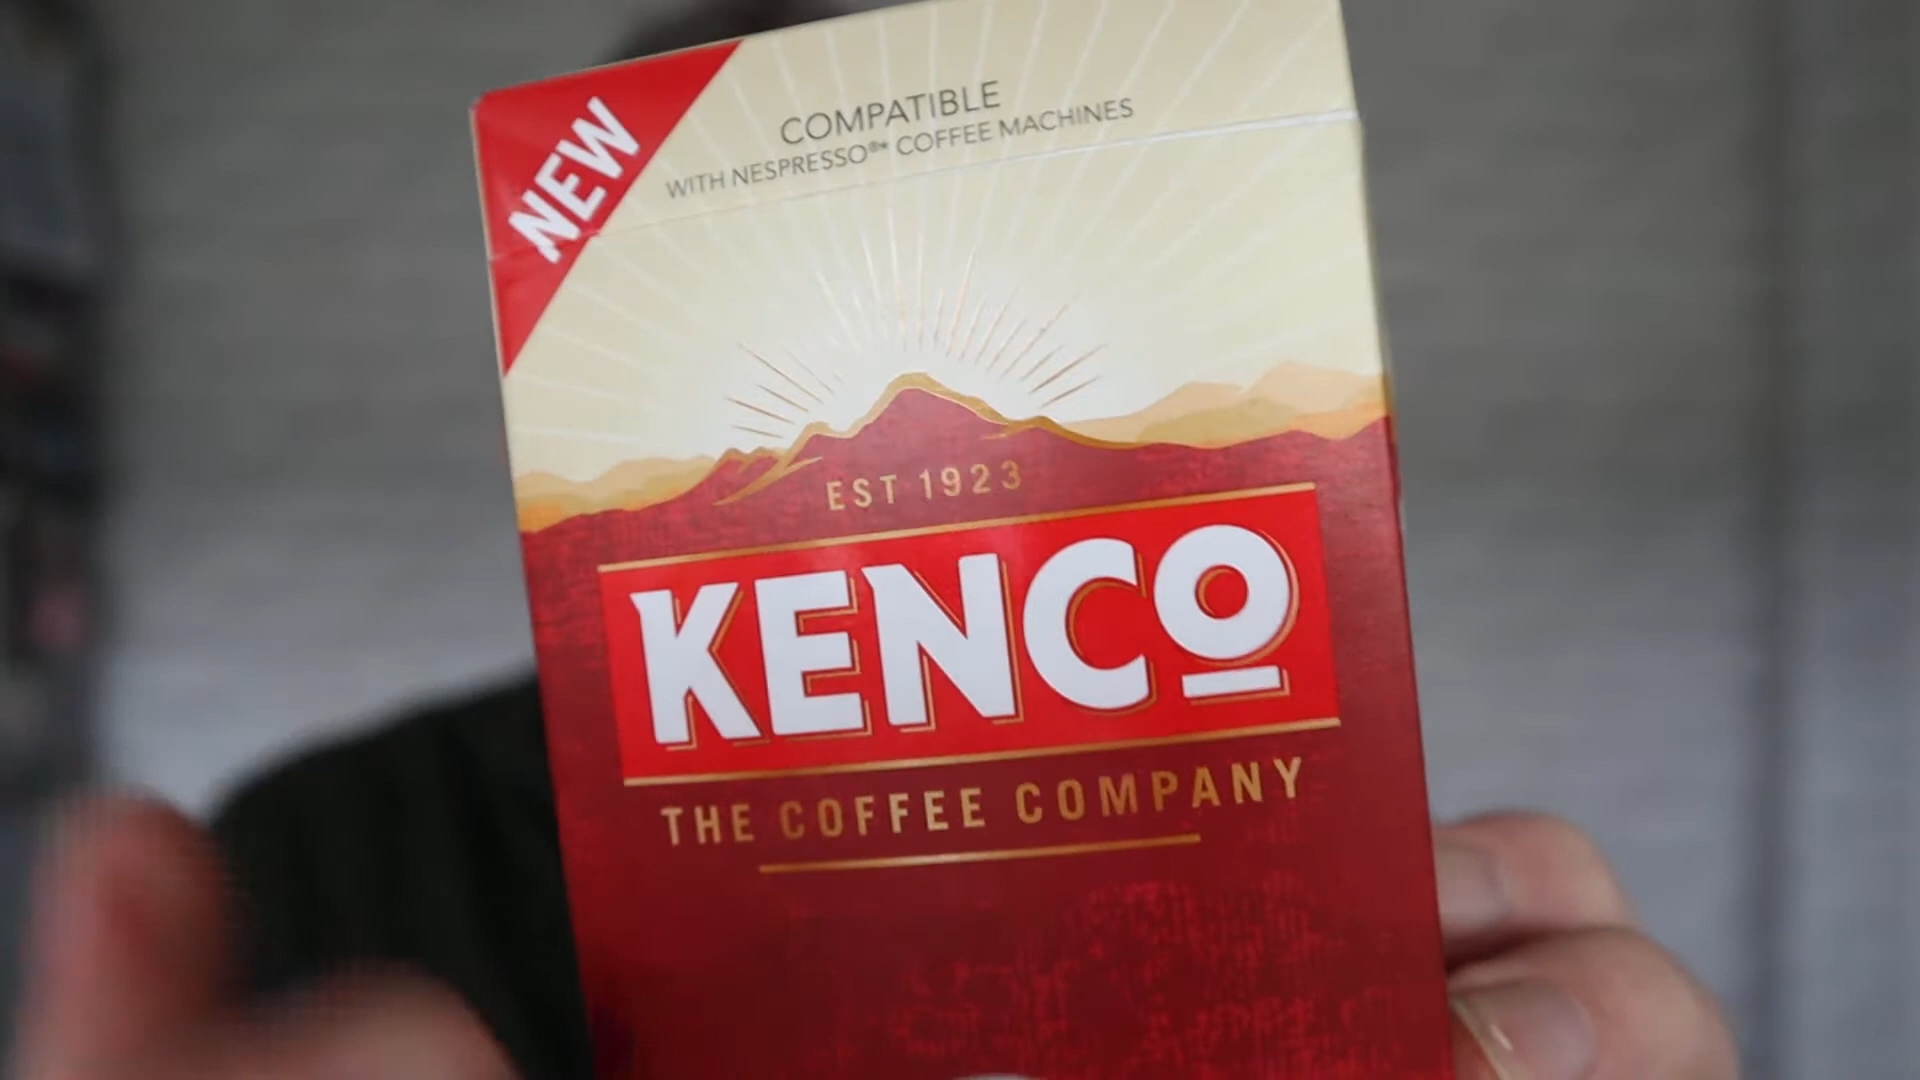 NEW
COMPATIBLE
WITH NESPRESSO®* COFFEE MACHINES
EST 1923
KENCO
THE COFFEE COMPANY